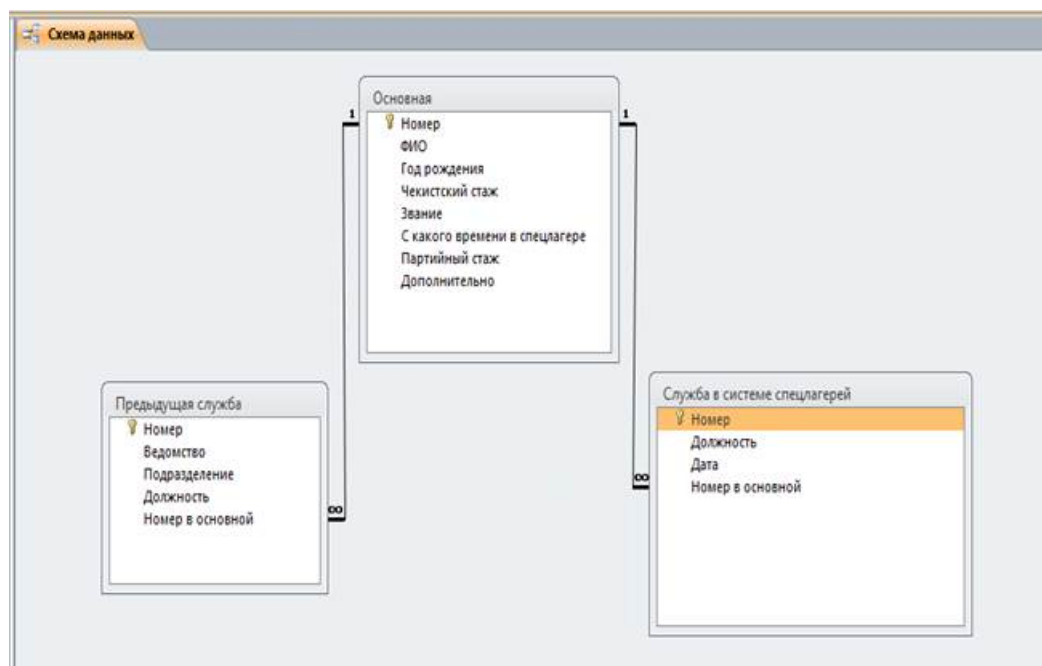 Схема данных
Основная
Номер
ФИО
Год рождения
Чекистский стаж
Звание
С какого времени в спецлагере
Партийный стаж
Дополнительно
1
1
Предыдущая служба
Номер
Ведомство
Подразделение
Должность
Номер в основной
∞
Служба в системе спецлагерей
Номер
Должность
Дата
Номер в основной
∞